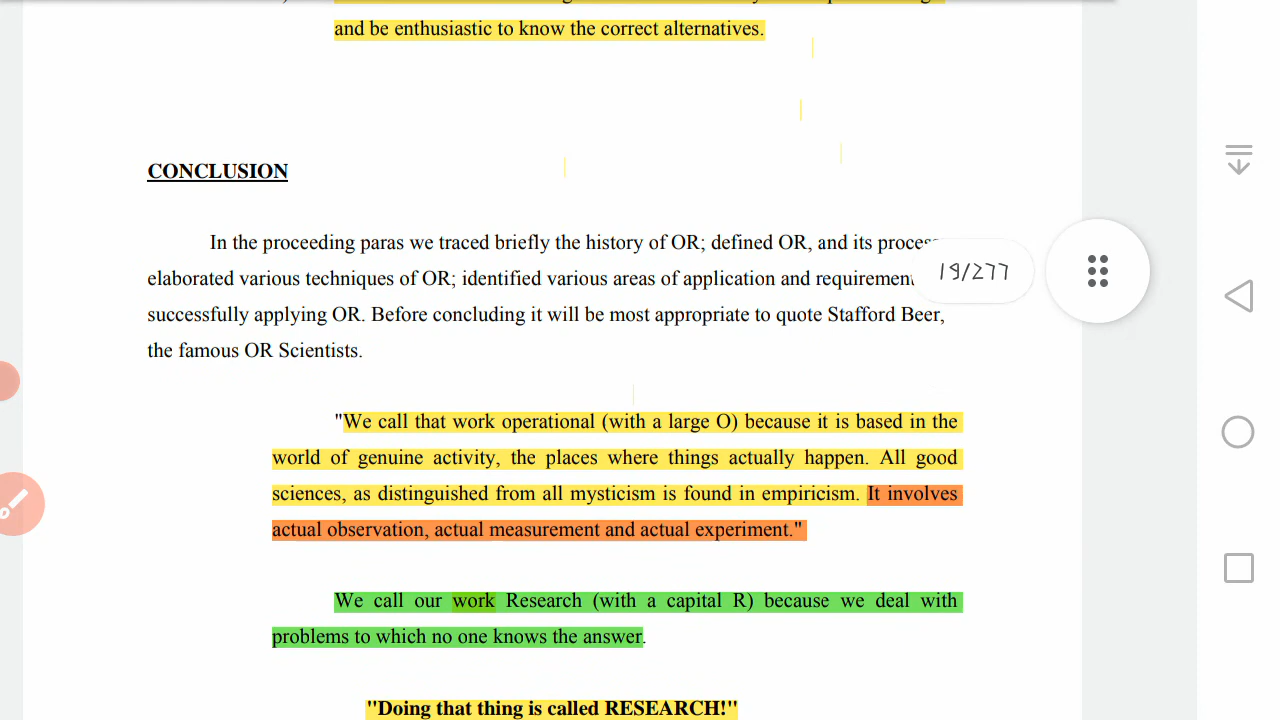 and be enthusiastic to know the correct alternatives.
CONCLUSION
In the proceeding paras we traced briefly the history of OR; defined OR, and its
elaborated various techniques of OR; identified various areas of application and
successfully applying OR. Before concluding it will be most appropriate to quote Stafford Beer,
the famous OR Scientists.
19/277
"We call that work operational (with a large O) because it is based in the
world of genuine activity, the places where things actually happen. All good
sciences, as distinguished from all mysticism is found in empiricism. It involves
actual observation, actual measurement and actual experiment."
We call our work Research (with a capital R) because we deal with
problems to which no one knows the answer.
"Doing that thing is called RESEARCH!"